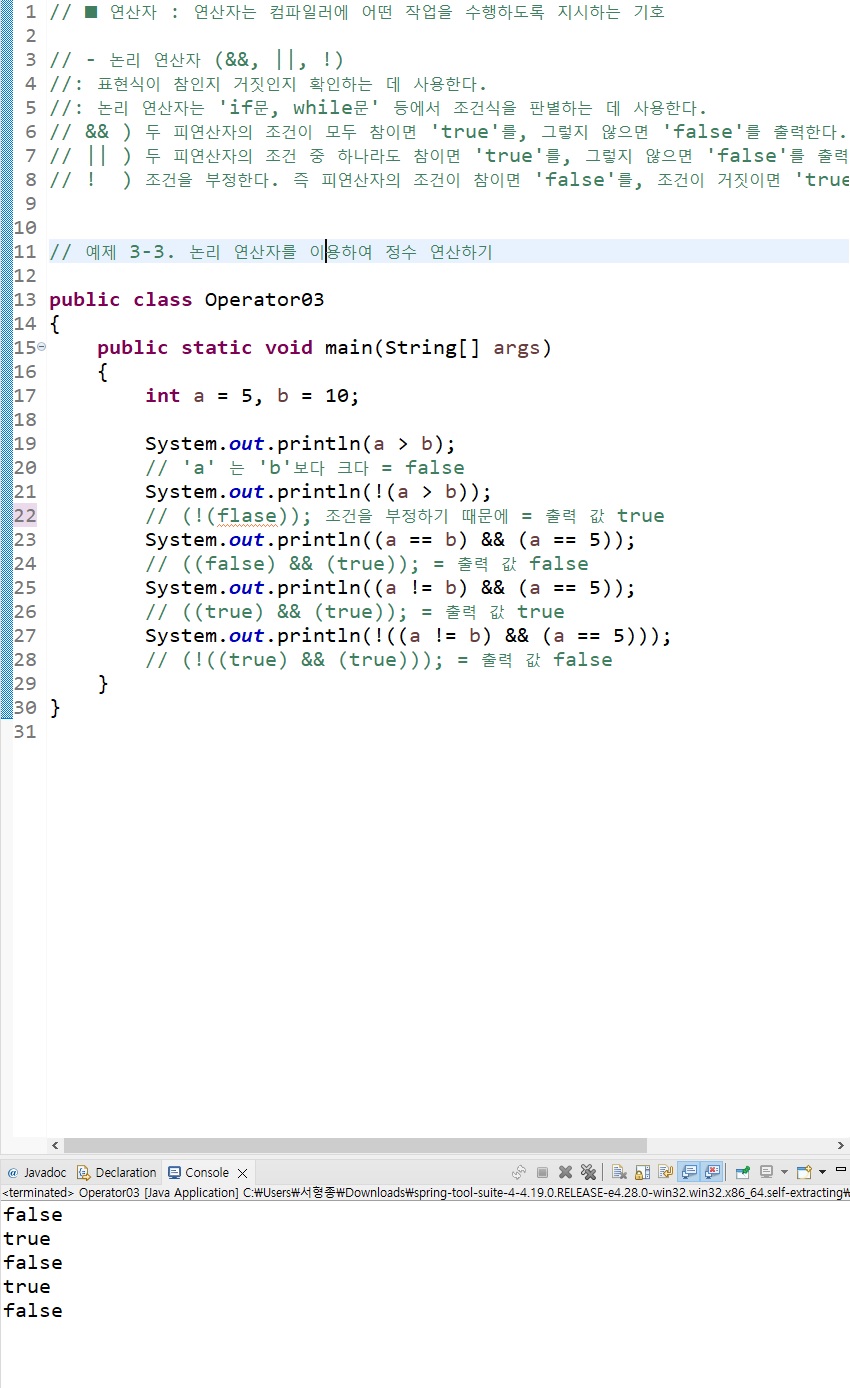 1 // ■ 연산자 : 연산자는 컴파일러에 어떤 작업을 수행하도록 지시하는 기호
2
3 // - 논리 연산자 (&&, ||, !)
4 //: 표현식이 참인지 거짓인지 확인하는 데 사용한다.
5 //: 논리 연산자는 'if문, while문' 등에서 조건식을 판별하는 데 사용한다.
6 // && ) 두 피연산자의 조건이 모두 참이면 'true'를, 그렇지 않으면 'false'를 출력한다.
7 // || ) 두 피연산자의 조건 중 하나라도 참이면 'true'를, 그렇지 않으면 'false'를 출력
8 // !  ) 조건을 부정한다. 즉 피연산자의 조건이 참이면 'false'를, 조건이 거짓이면 'true
9
10
11 // 예제 3-3. 논리 연산자를 이용하여 정수 연산하기
12
13 public class Operator03
14 {
15     public static void main(String[] args)
16     {
17         int a = 5, b = 10;
18
19         System.out.println(a > b);
20         // 'a' 는 'b'보다 크다 = false
21         System.out.println(!(a > b));
22         // (!(flase)); 조건을 부정하기 때문에 = 출력 값 true
23         System.out.println((a == b) && (a == 5));
24         // ((false) && (true)); = 출력 값 false
25         System.out.println((a != b) && (a == 5));
26         // ((true) && (true)); = 출력 값 true
27         System.out.println(!((a != b) && (a == 5)));
28         // (!((true) && (true))); = 출력 값 false
29     }
30 }
31
@ Javadoc Declaration Console
<terminated> Operator03 [Java Application] C:₩Users₩서형종₩Downloads₩spring-tool-suite-4-4.19.0.RELEASE-e4.28.0-win32.win32.x86_64.self-extracting₩
false
true
false
true
false